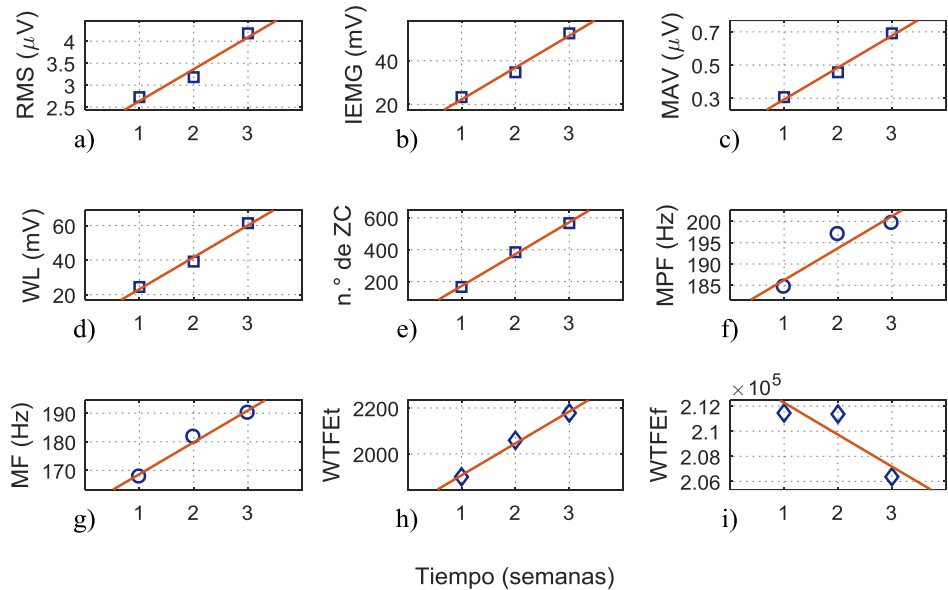 RMS (μV)
4
3.5
3
2.5
1 2 3
a)
IEMG (mV)
40
20
1 2 3
b)
MAV (μV)
0.7
0.5
0.3
1 2 3
c)
WL (mV)
60
40
20
1 2 3
d)
n.° de ZC
600
400
200
1 2 3
e)
MPF (Hz)
200
195
190
185
1 2 3
f)
MF (Hz)
190
180
170
1 2 3
g)
WTFEt
2200
2000
1 2 3
h)
× 10⁵
WTFEf
2.12
2.1
2.08
2.06
1 2 3
i)
Tiempo (semanas)